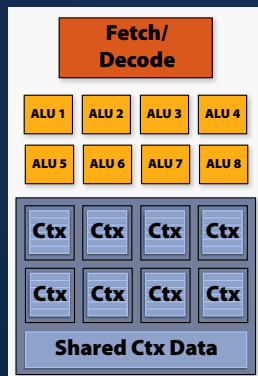 Fetch/
Decode
ALU 1 ALU 2 ALU 3 ALU 4
ALU 5 ALU 6 ALU 7 ALU 8
Ctx Ctx Ctx Ctx
Ctx Ctx Ctx Ctx
Shared Ctx Data